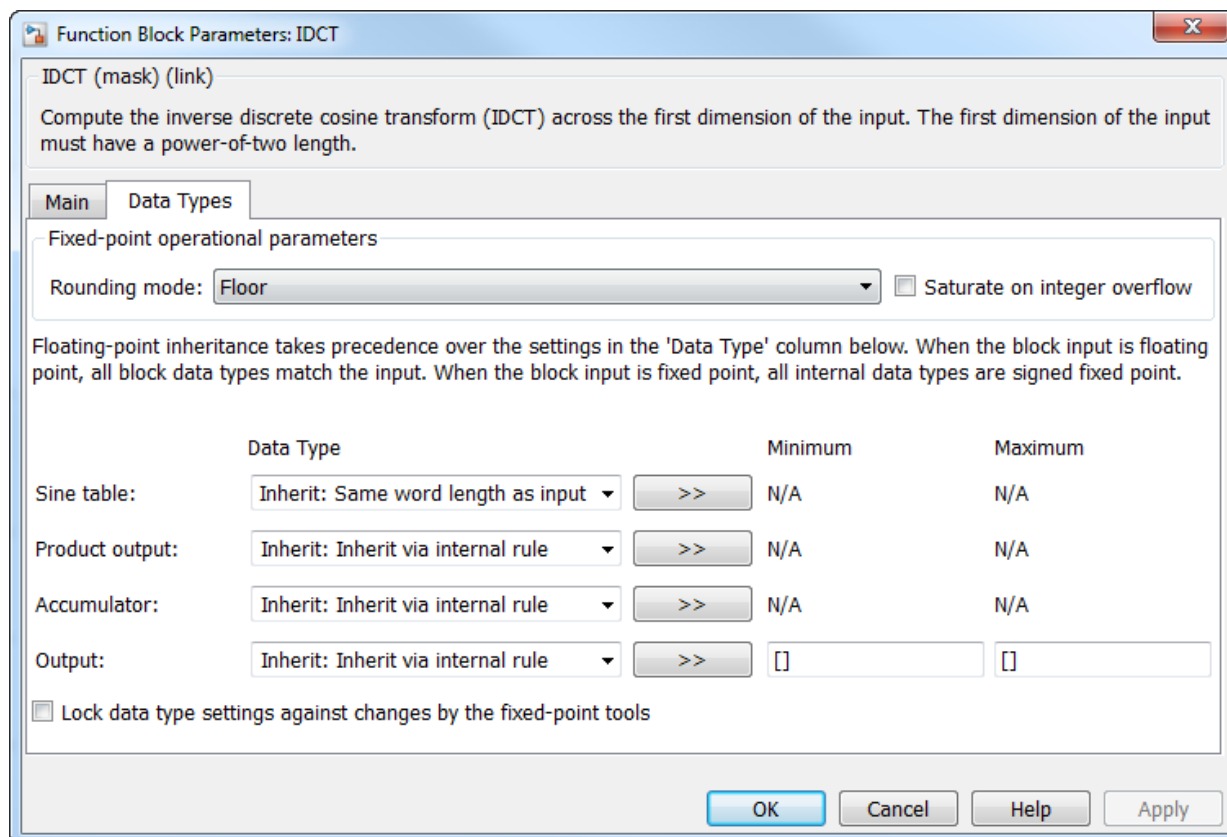 Function Block Parameters: IDCT
X
IDCT (mask) (link)
Compute the inverse discrete cosine transform (IDCT) across the first dimension of the input. The first dimension of the input
must have a power-of-two length.
Main Data Types
Fixed-point operational parameters
Rounding mode: Floor Saturate on integer overflow
Floating-point inheritance takes precedence over the settings in the 'Data Type' column below. When the block input is floating
point, all block data types match the input. When the block input is fixed point, all internal data types are signed fixed point.
Data Type Minimum Maximum
Sine table: Inherit: Same word length as input >> N/A N/A
Product output: Inherit: Inherit via internal rule >> N/A N/A
Accumulator: Inherit: Inherit via internal rule >> N/A N/A
Output: Inherit: Inherit via internal rule >> [] []
Lock data type settings against changes by the fixed-point tools
OK Cancel Help Apply